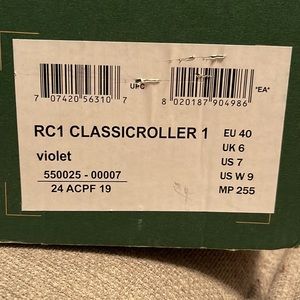 UPC
*EA*
7 07420 56310 7
8 020187 904986
RC1 CLASSICROLLER 1
violet
550025 - 00007
24 ACPF 19
EU 40
UK 6
US 7
US W 9
MP 255